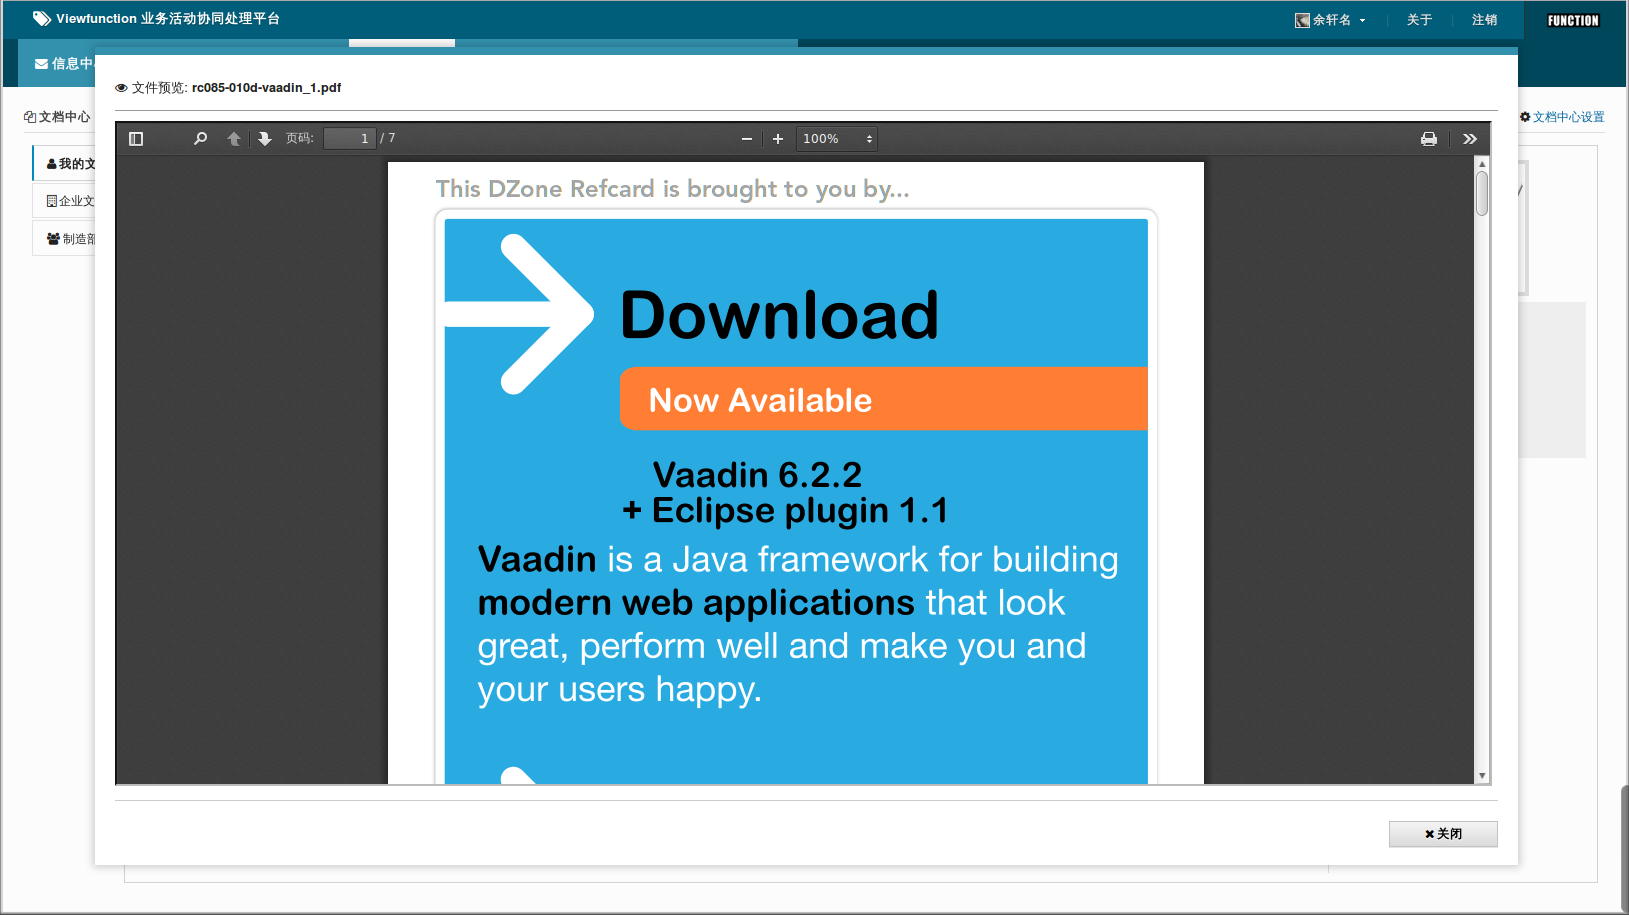 Viewfunction 业务活动协同处理平台
余轩名
关于
注销
FUNCTION
信息中
文件预览: rc085-010d-vaadin_1.pdf
文档中心
文档中心设置
我的文
企业文
制造部
页码: 1 / 7
100%
This DZone Refcard is brought to you by...
Download
Now Available
Vaadin 6.2.2
+ Eclipse plugin 1.1
Vaadin is a Java framework for building
modern web applications that look
great, perform well and make you and
your users happy.
关闭